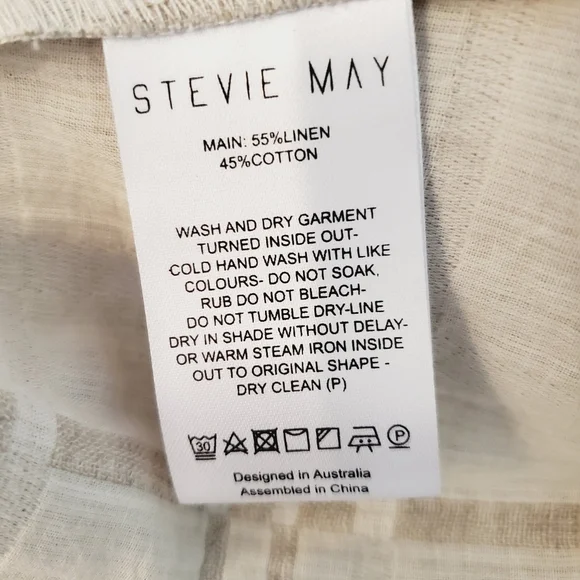 STEVIE MAY
MAIN: 55%LINEN
45%COTTON
WASH AND DRY GARMENT
TURNED INSIDE OUT-
COLD HAND WASH WITH LIKE
COLOURS- DO NOT SOAK,
RUB DO NOT BLEACH-
DO NOT TUMBLE DRY-LINE
DRY IN SHADE WITHOUT DELAY-
OR WARM STEAM IRON INSIDE
OUT TO ORIGINAL SHAPE -
DRY CLEAN (P)
30 P
Designed in Australia
Assembled in China